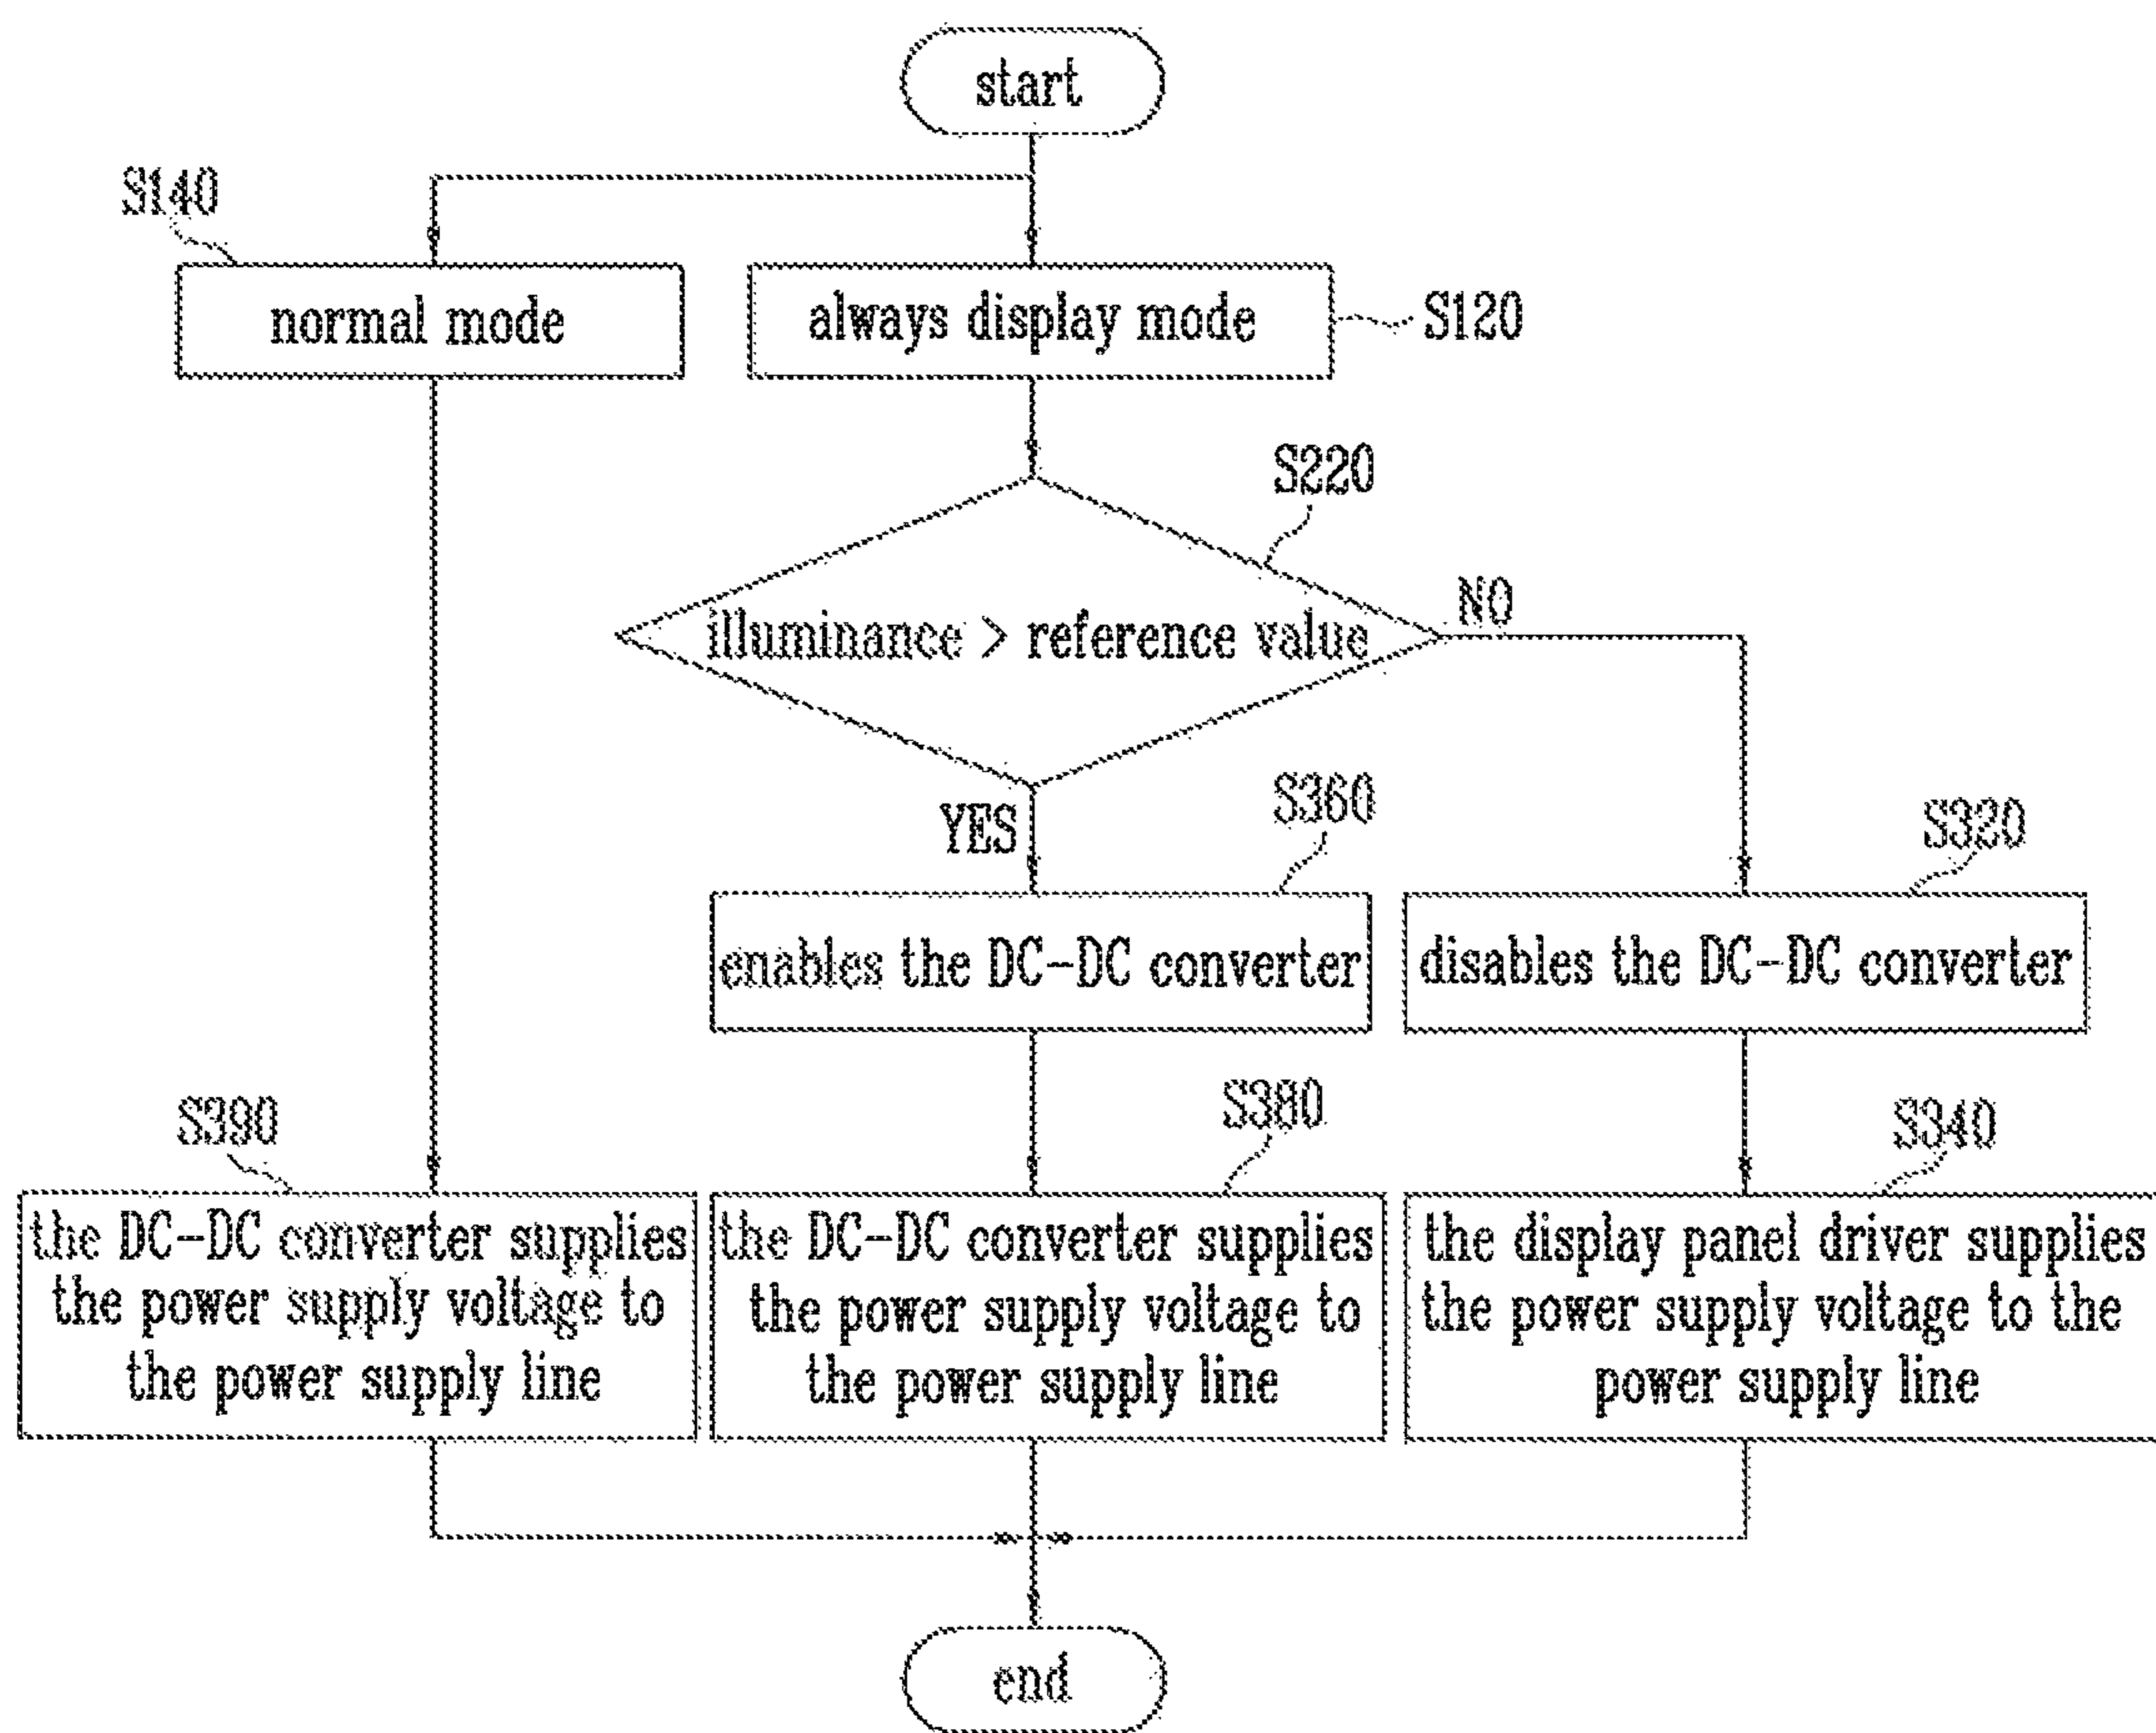 start
S140
normal mode
always display mode
S120
S220
illuminance > reference value
NO
YES
S360
S320
enables the DC-DC converter
disables the DC-DC converter
S390
S380
S340
the DC-DC converter supplies
the power supply voltage to
the power supply line
the DC-DC converter supplies
the power supply voltage to
the power supply line
the display panel driver supplies
the power supply voltage to the
power supply line
end